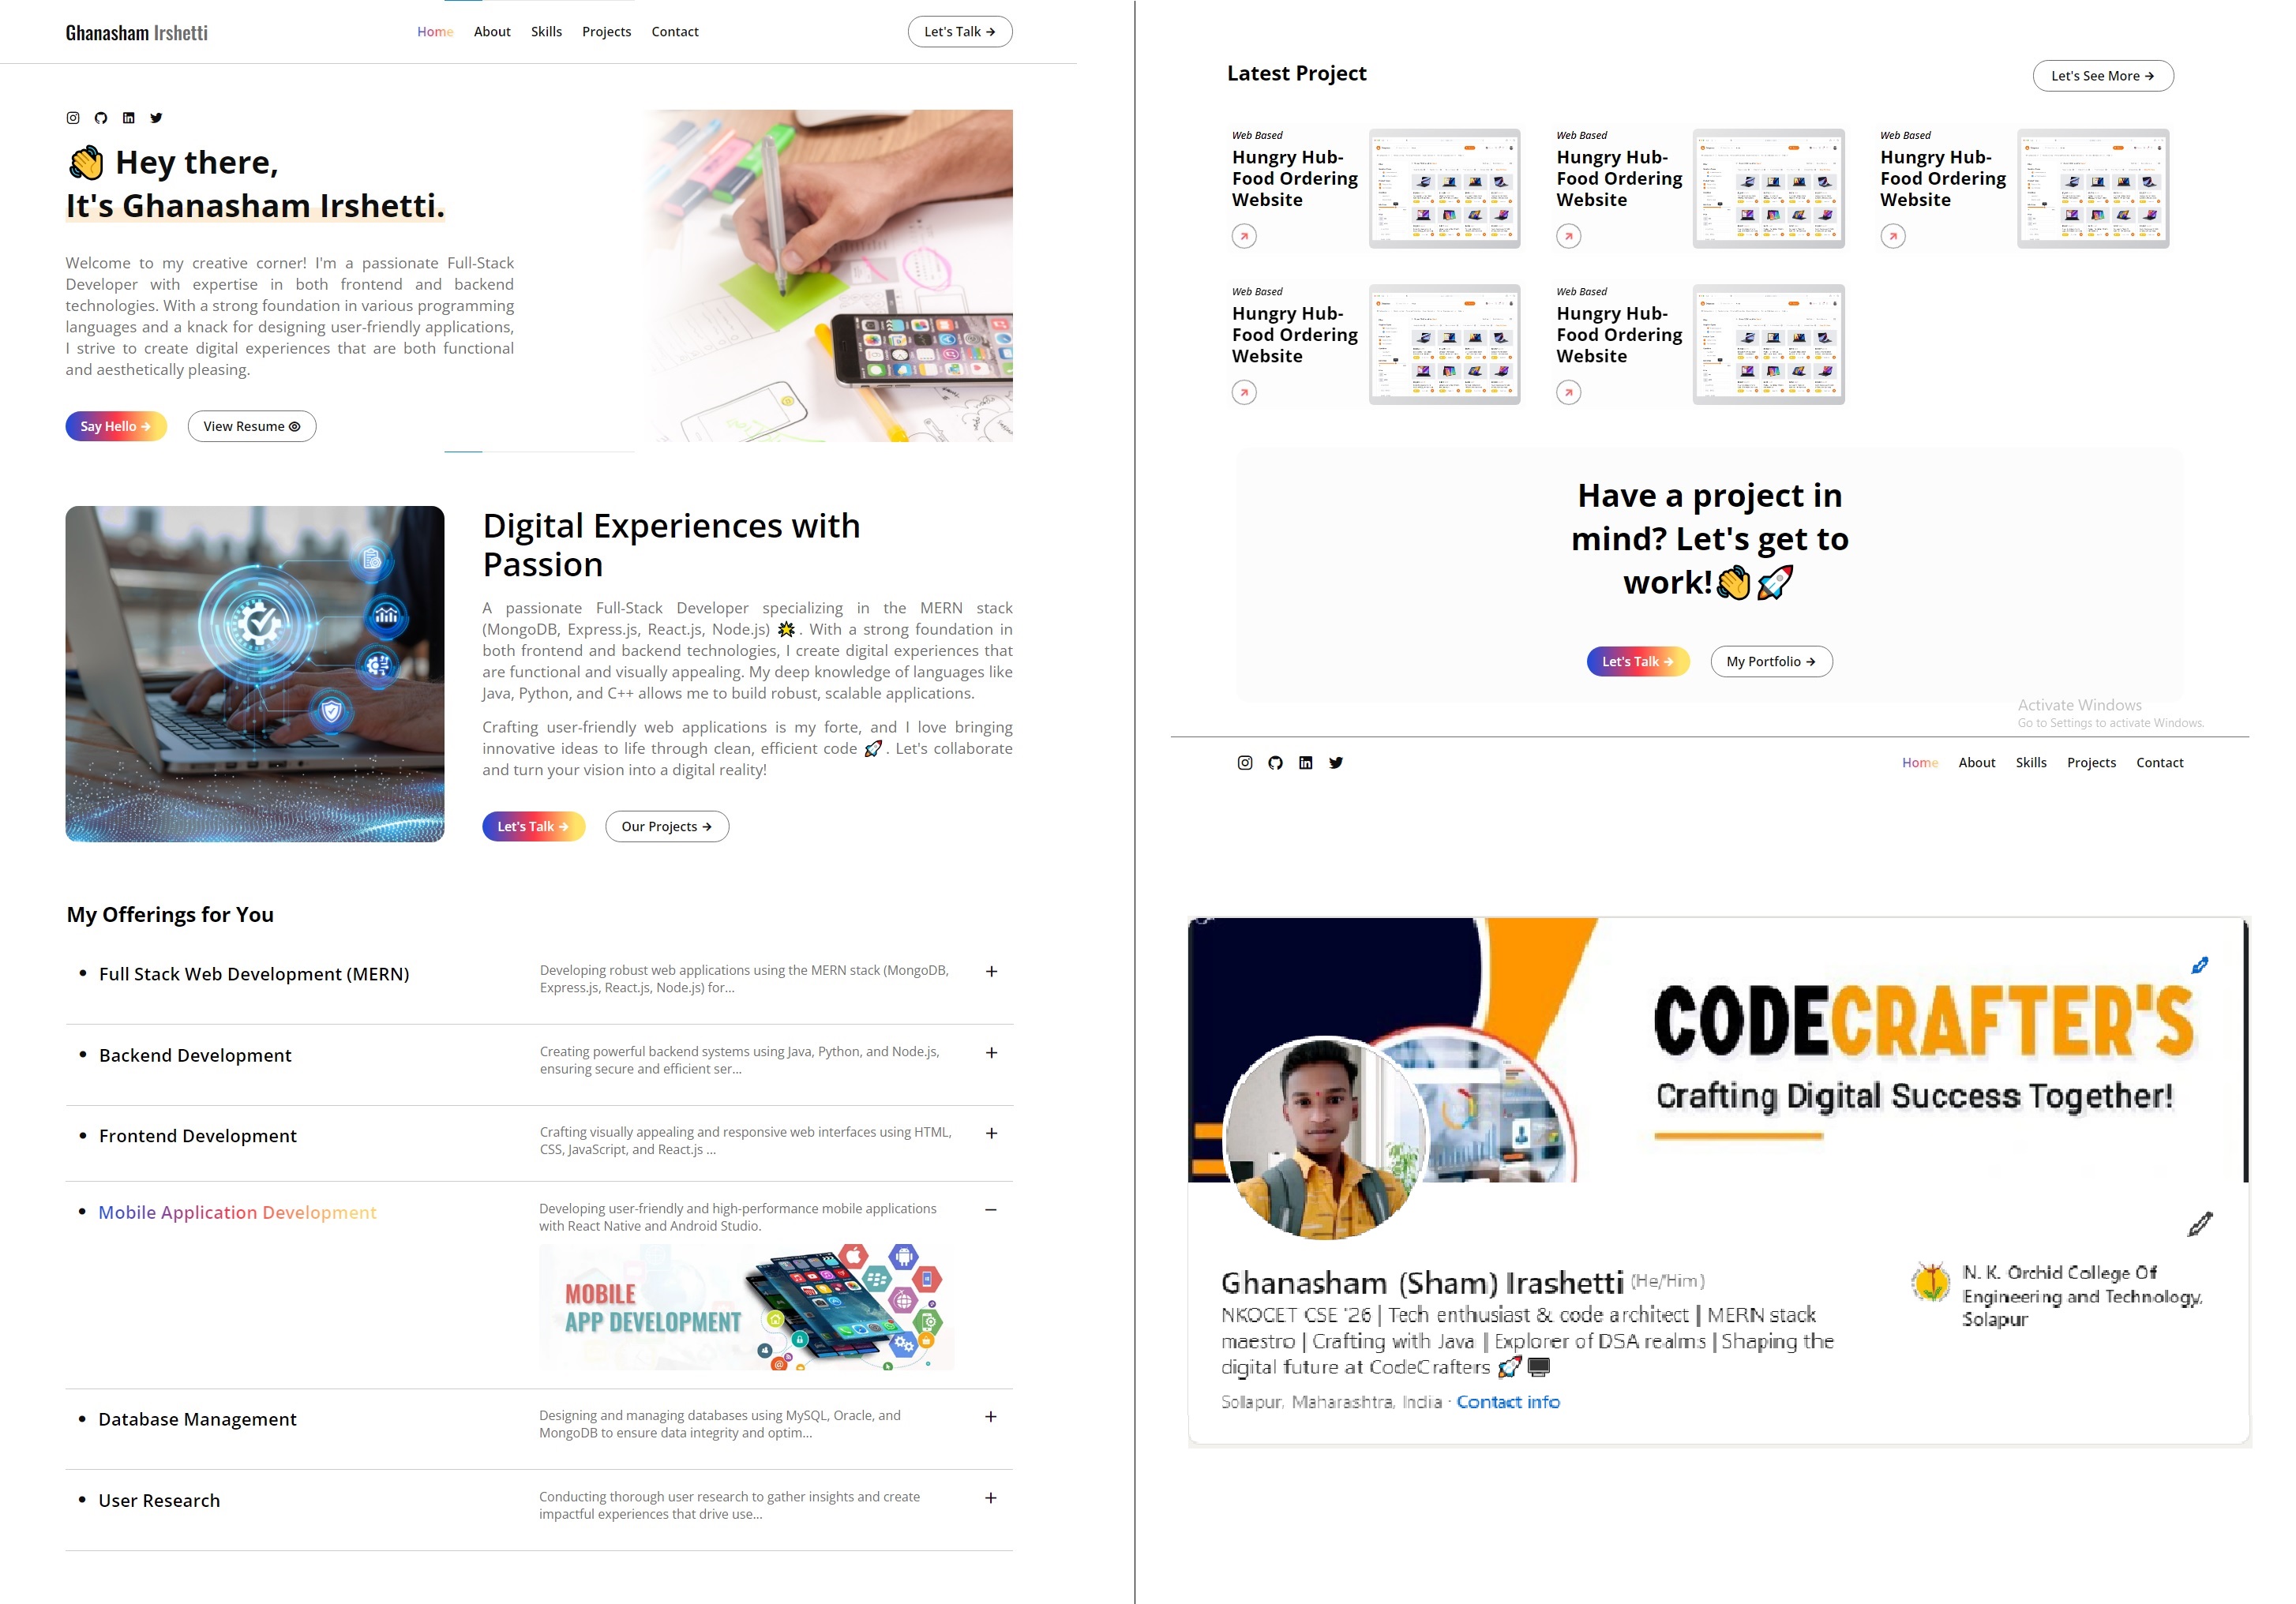 Ghanasham Irshetti
Home About Skills Projects Contact
Let's Talk →
👋 Hey there,
It's Ghanasham Irshetti.
Welcome to my creative corner! I'm a passionate Full-Stack
Developer with expertise in both frontend and backend
technologies. With a strong foundation in various programming
languages and a knack for designing user-friendly applications,
I strive to create digital experiences that are both functional
and aesthetically pleasing.
Say Hello →
View Resume
Digital Experiences with
Passion
A passionate Full-Stack Developer specializing in the MERN stack
(MongoDB, Express.js, React.js, Node.js) 🌟. With a strong foundation in
both frontend and backend technologies, I create digital experiences that
are functional and visually appealing. My deep knowledge of languages like
Java, Python, and C++ allows me to build robust, scalable applications.
Crafting user-friendly web applications is my forte, and I love bringing
innovative ideas to life through clean, efficient code 🚀. Let's collaborate
and turn your vision into a digital reality!
Let's Talk →
Our Projects →
My Offerings for You
• Full Stack Web Development (MERN)
Developing robust web applications using the MERN stack (MongoDB,
Express.js, React.js, Node.js) for...
+
• Backend Development
Creating powerful backend systems using Java, Python, and Node.js,
ensuring secure and efficient ser...
+
• Frontend Development
Crafting visually appealing and responsive web interfaces using HTML,
CSS, JavaScript, and React.js ...
+
• Mobile Application Development
Developing user-friendly and high-performance mobile applications
with React Native and Android Studio.
−
MOBILE
APP DEVELOPMENT
• Database Management
Designing and managing databases using MySQL, Oracle, and
MongoDB to ensure data integrity and optim...
+
• User Research
Conducting thorough user research to gather insights and create
impactful experiences that drive use...
+
Latest Project
Let's See More →
Web Based
Hungry Hub-
Food Ordering
Website
Web Based
Hungry Hub-
Food Ordering
Website
Web Based
Hungry Hub-
Food Ordering
Website
Web Based
Hungry Hub-
Food Ordering
Website
Web Based
Hungry Hub-
Food Ordering
Website
Have a project in
mind? Let's get to
work!👋🚀
Let's Talk →
My Portfolio →
Activate Windows
Go to Settings to activate Windows.
Home About Skills Projects Contact
CODECRAFTER'S
Crafting Digital Success Together!
Ghanasham (Sham) Irashetti (He/Him)
NKOCET CSE '26 | Tech enthusiast & code architect | MERN stack
maestro | Crafting with Java | Explorer of DSA realms | Shaping the
digital future at CodeCrafters 🚀🖥️
Solapur, Maharashtra, India · Contact info
N. K. Orchid College Of
Engineering and Technology,
Solapur